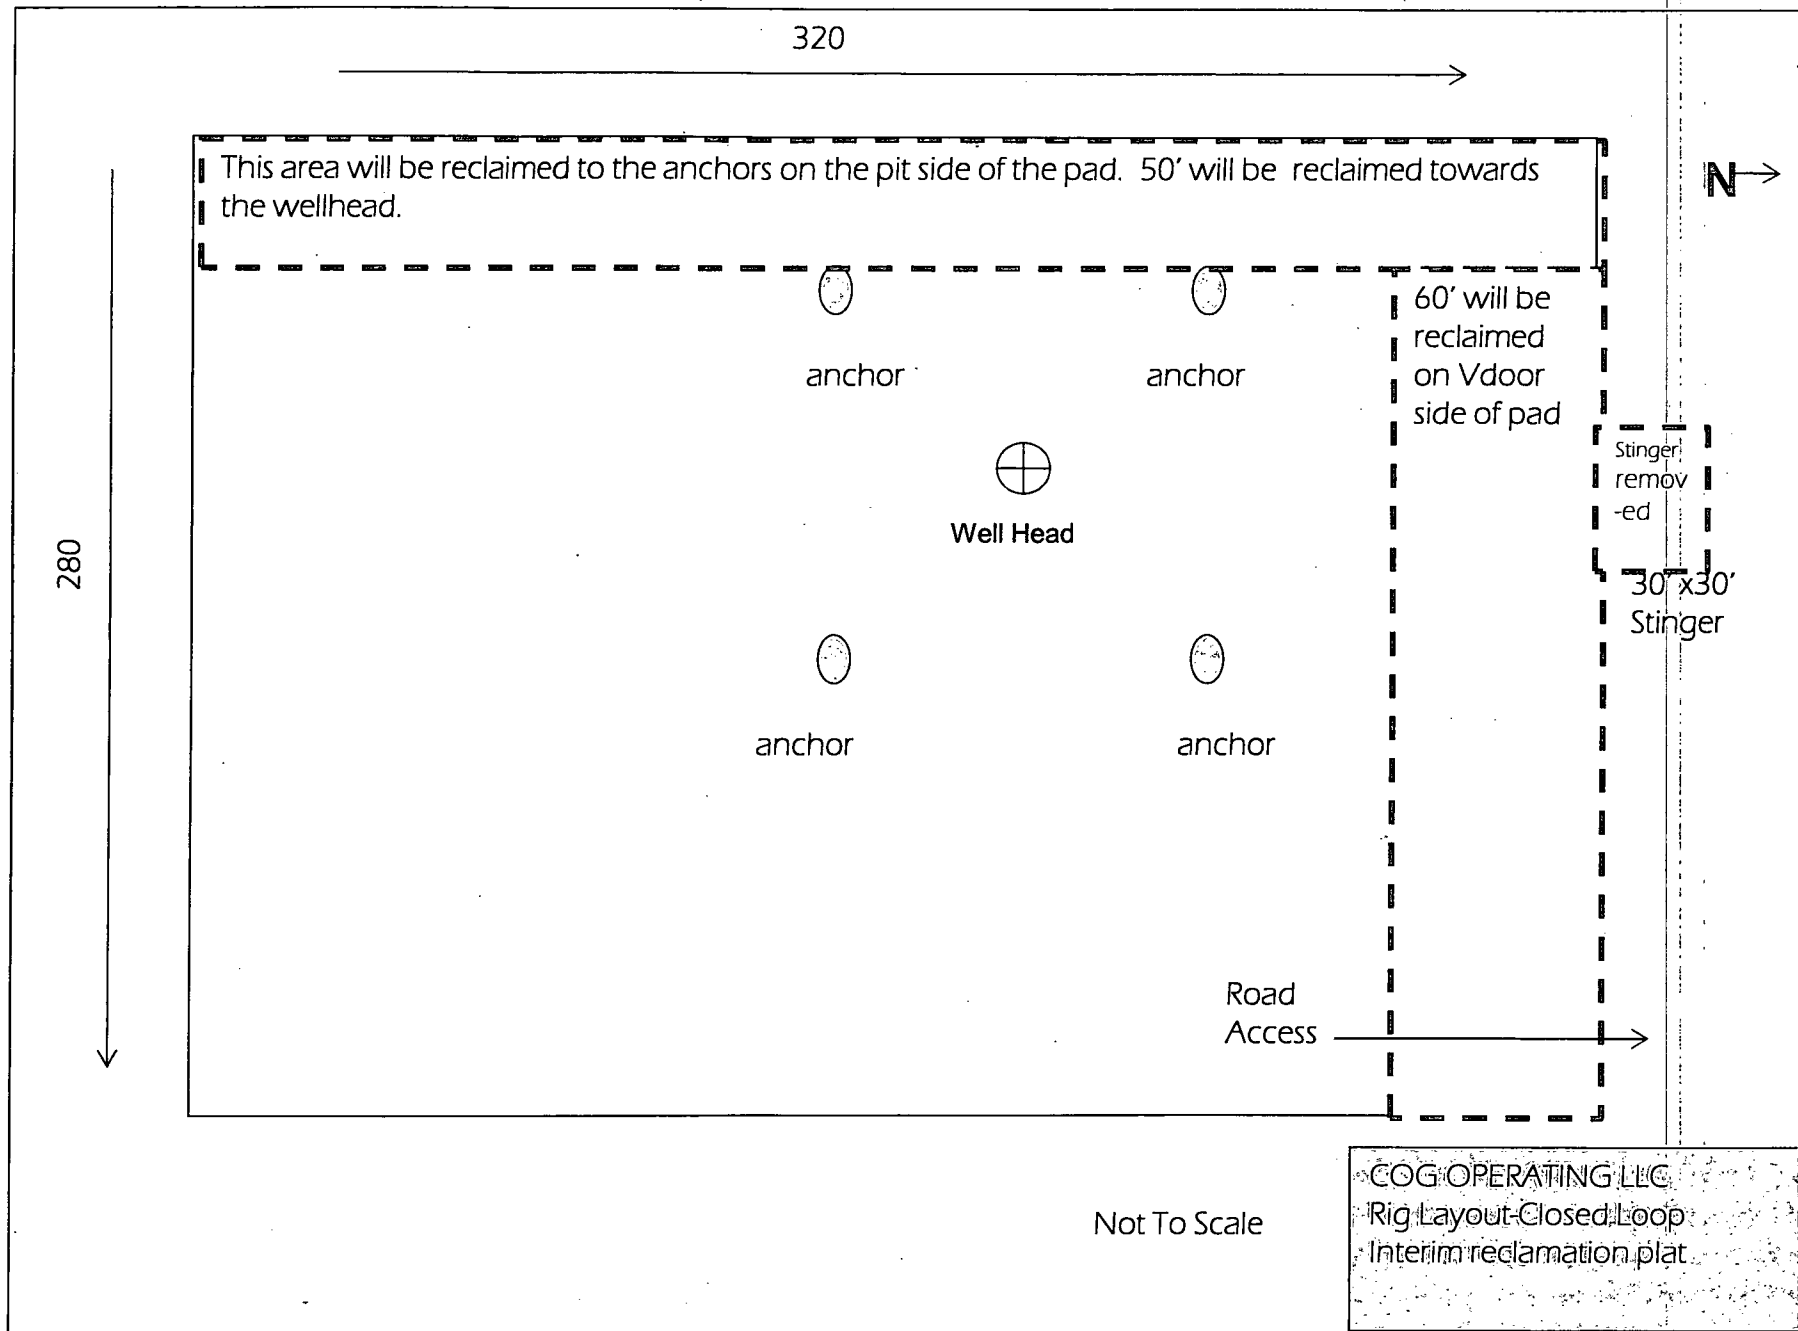 320
This area will be reclaimed to the anchors on the pit side of the pad. 50' will be reclaimed towards
the wellhead.
N
60' will be
reclaimed
on Vdoor
side of pad
anchor
anchor
Stinger
remov
-ed
Well Head
280
30' x30'
Stinger
anchor
anchor
Road
Access
Not To Scale
COG OPERATING LLC
Rig Layout-Closed Loop
Interim reclamation plat